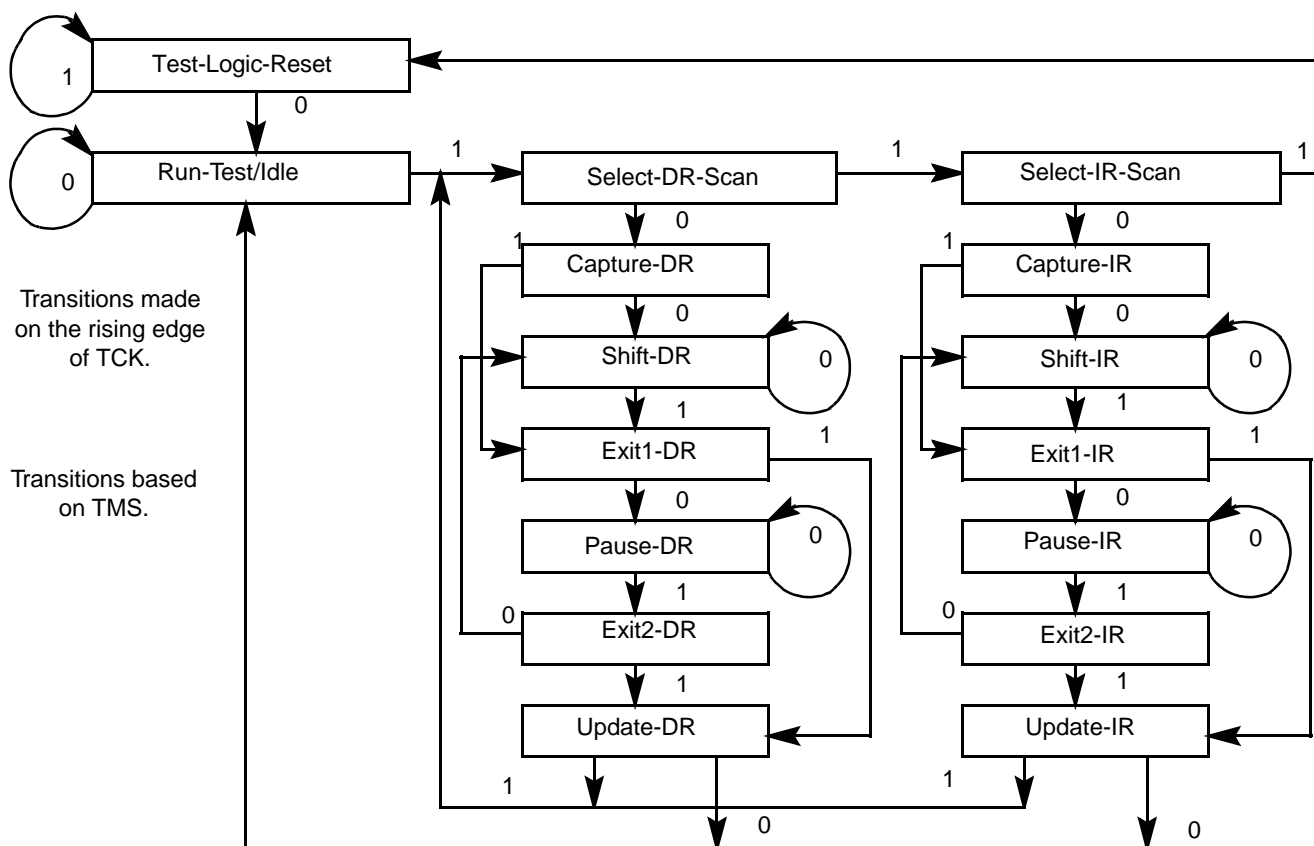 Test-Logic-Reset
1
0
Run-Test/Idle
0
1
Select-DR-Scan
1
Select-IR-Scan
1
0
0
1
Capture-DR
1
Capture-IR
0
0
Transitions made
on the rising edge
of TCK.
Shift-DR
0
Shift-IR
0
1
1
Exit1-DR
1
Exit1-IR
1
Transitions based
on TMS.
0
0
Pause-DR
0
Pause-IR
0
1
1
0
Exit2-DR
0
Exit2-IR
1
1
Update-DR
Update-IR
1
0
1
0